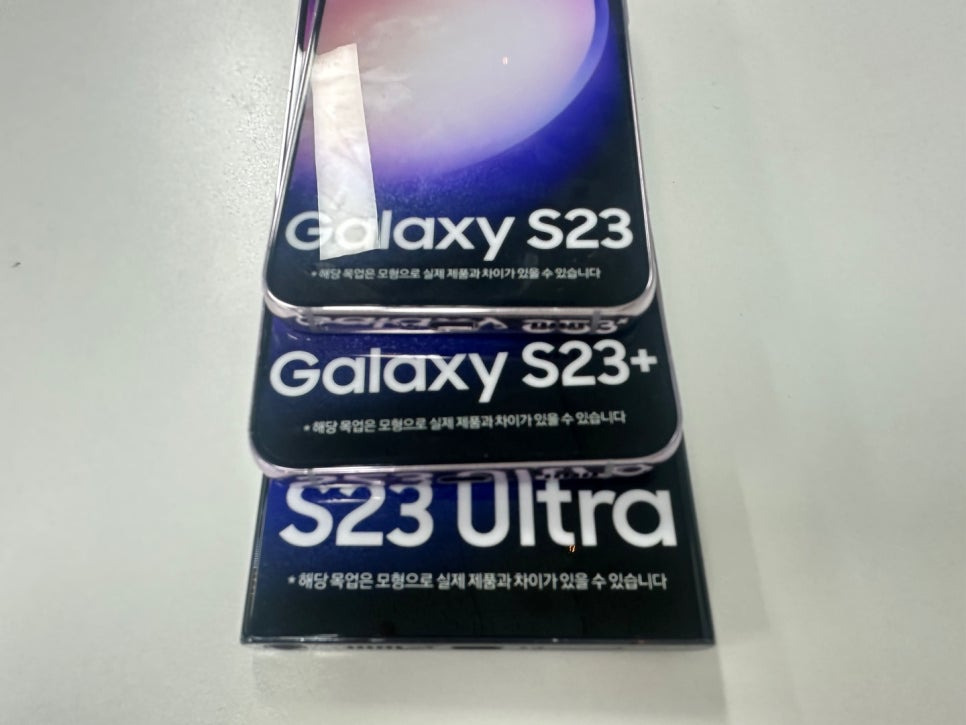 Galaxy S23
* 해당 목업은 모형으로 실제 제품과 차이가 있을 수 있습니다
Galaxy S23+
* 해당 목업은 모형으로 실제 제품과 차이가 있을 수 있습니다
S23 Ultra
* 해당 목업은 모형으로 실제 제품과 차이가 있을 수 있습니다